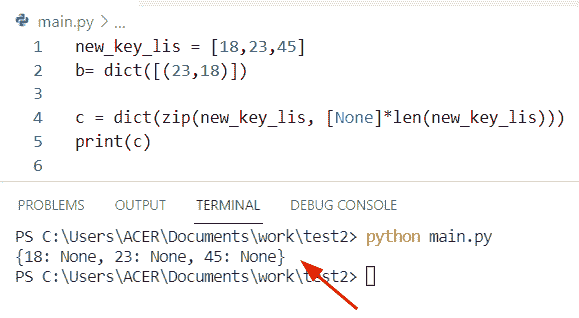 main.py > ...
1 new_key_lis = [18,23,45]
2 b= dict([(23,18)])
3
4 c = dict(zip(new_key_lis, [None]*len(new_key_lis)))
5 print(c)
6
PROBLEMS OUTPUT TERMINAL DEBUG CONSOLE
PS C:\Users\ACER\Documents\work\test2> python main.py
{18: None, 23: None, 45: None}
PS C:\Users\ACER\Documents\work\test2>